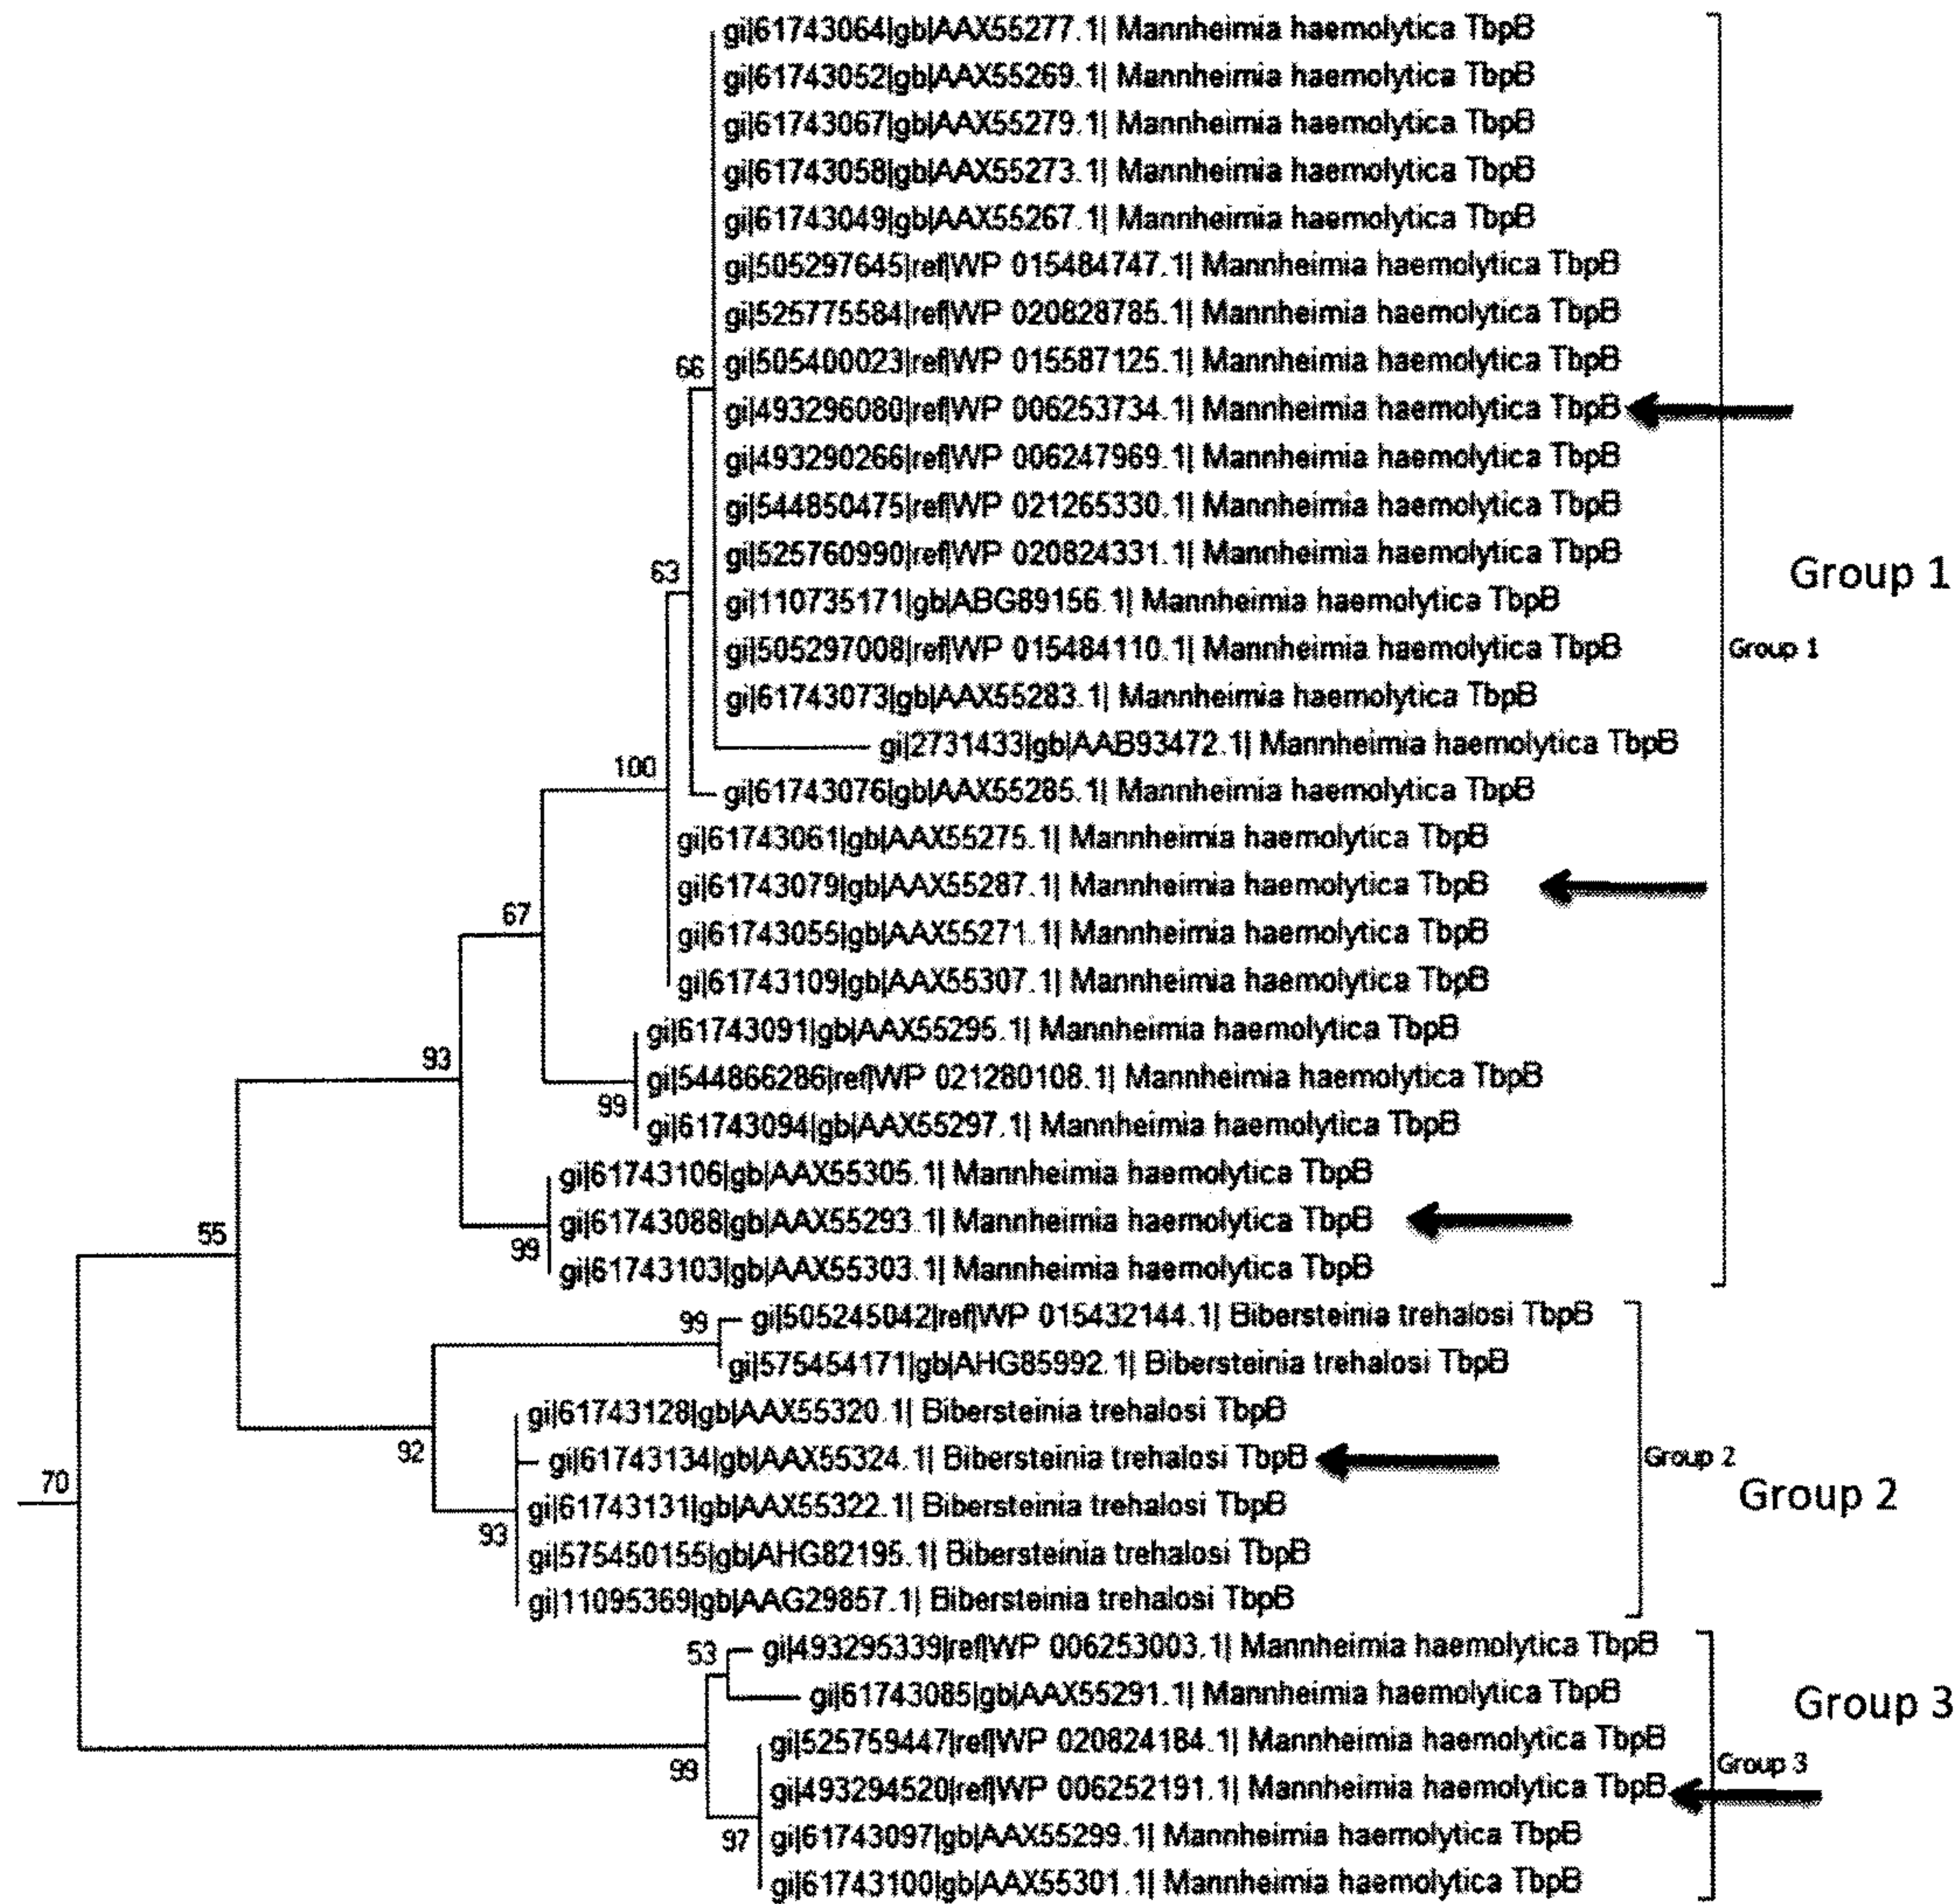 gi|61743064|gb|AAX55277.1| Mannheimia haemolytica TbpB
gi|61743052|gb|AAX55269.1| Mannheimia haemolytica TbpB
gi|61743067|gb|AAX55279.1| Mannheimia haemolytica TbpB
gi|61743058|gb|AAX55273.1| Mannheimia haemolytica TbpB
gi|61743049|gb|AAX55267.1| Mannheimia haemolytica TbpB
gi|505297645|ref|WP 015484747.1| Mannheimia haemolytica TbpB
gi|525775584|ref|WP 020828785.1| Mannheimia haemolytica TbpB
66
gi|505400023|ref|WP 015587125.1| Mannheimia haemolytica TbpB
gi|493296080|ref|WP 006253734.1| Mannheimia haemolytica TbpB
gi|493290266|ref|WP 006247969.1| Mannheimia haemolytica TbpB
gi|544850475|ref|WP 021265330.1| Mannheimia haemolytica TbpB
gi|525760990|ref|WP 020824331.1| Mannheimia haemolytica TbpB
63
Group 1
gi|110735171|gb|ABG89156.1| Mannheimia haemolytica TbpB
gi|505297008|ref|WP 015484110.1| Mannheimia haemolytica TbpB
Group 1
gi|61743073|gb|AAX55283.1| Mannheimia haemolytica TbpB
gi|2731433|gb|AAB93472.1| Mannheimia haemolytica TbpB
100
gi|61743076|gb|AAX55285.1| Mannheimia haemolytica TbpB
gi|61743061|gb|AAX55275.1| Mannheimia haemolytica TbpB
gi|61743079|gb|AAX55287.1| Mannheimia haemolytica TbpB
67
gi|61743055|gb|AAX55271.1| Mannheimia haemolytica TbpB
gi|61743109|gb|AAX55307.1| Mannheimia haemolytica TbpB
gi|61743091|gb|AAX55295.1| Mannheimia haemolytica TbpB
93
gi|544866286|ref|WP 021280108.1| Mannheimia haemolytica TbpB
99
gi|61743094|gb|AAX55297.1| Mannheimia haemolytica TbpB
gi|61743106|gb|AAX55305.1| Mannheimia haemolytica TbpB
gi|61743088|gb|AAX55293.1| Mannheimia haemolytica TbpB
55
99
gi|61743103|gb|AAX55303.1| Mannheimia haemolytica TbpB
99
gi|505245042|ref|WP 015432144.1| Bibersteinia trehalosi TbpB
gi|575454171|gb|AHG85992.1| Bibersteinia trehalosi TbpB
gi|61743128|gb|AAX55320.1| Bibersteinia trehalosi TbpB
92
gi|61743134|gb|AAX55324.1| Bibersteinia trehalosi TbpB
Group 2
70
Group 2
gi|61743131|gb|AAX55322.1| Bibersteinia trehalosi TbpB
93
gi|575450155|gb|AHG82195.1| Bibersteinia trehalosi TbpB
gi|11095369|gb|AAG29857.1| Bibersteinia trehalosi TbpB
53
gi|493295339|ref|WP 006253003.1| Mannheimia haemolytica TbpB
gi|61743085|gb|AAX55291.1| Mannheimia haemolytica TbpB
Group 3
gi|525759447|ref|WP 020824184.1| Mannheimia haemolytica TbpB
99
Group 3
gi|493294520|ref|WP 006252191.1| Mannheimia haemolytica TbpB
97
gi|61743097|gb|AAX55299.1| Mannheimia haemolytica TbpB
gi|61743100|gb|AAX55301.1| Mannheimia haemolytica TbpB